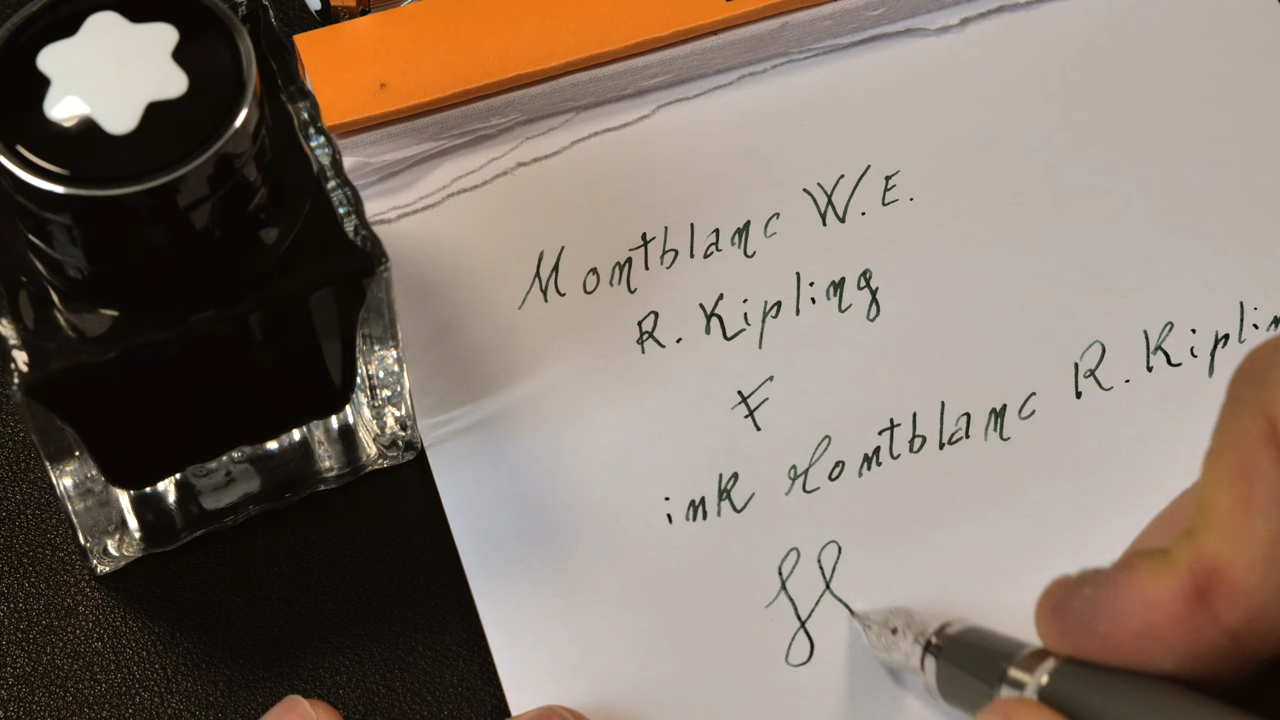 Montblanc W.E.
R. Kipling
F
ink Montblanc R. Kiplin